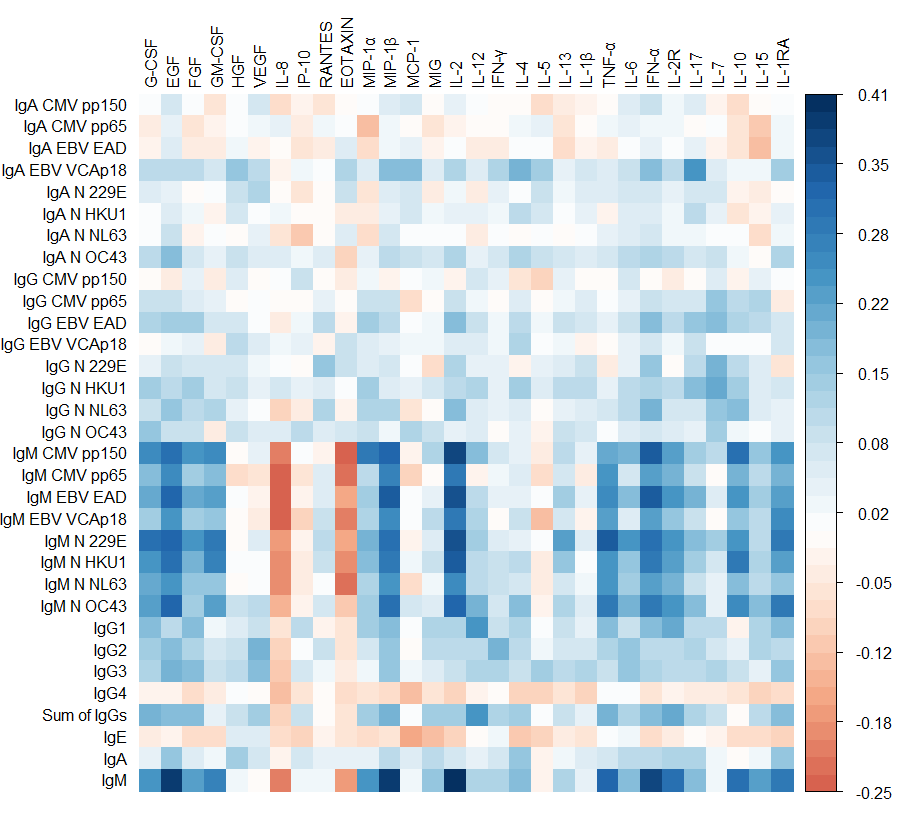 G-CSF
EGF
FGF
GM-CSF
HGF
VEGF
IL-8
IP-10
RANTES
EOTAXIN
MIP-1α
MIP-1β
MCP-1
MIG
IL-2
IL-12
IFN-γ
IL-4
IL-5
IL-13
IL-1β
TNF-α
IL-6
IFN-α
IL-2R
IL-17
IL-7
IL-10
IL-15
IL-1RA
IgA CMV pp150
IgA CMV pp65
IgA EBV EAD
IgA EBV VCAp18
IgA N 229E
IgA N HKU1
IgA N NL63
IgA N OC43
IgG CMV pp150
IgG CMV pp65
IgG EBV EAD
IgG EBV VCAp18
IgG N 229E
IgG N HKU1
IgG N NL63
IgG N OC43
IgM CMV pp150
IgM CMV pp65
IgM EBV EAD
IgM EBV VCAp18
IgM N 229E
IgM N HKU1
IgM N NL63
IgM N OC43
IgG1
IgG2
IgG3
IgG4
Sum of IgGs
IgE
IgA
IgM
0.41
0.35
0.28
0.22
0.15
0.08
0.02
-0.05
-0.12
-0.18
-0.25